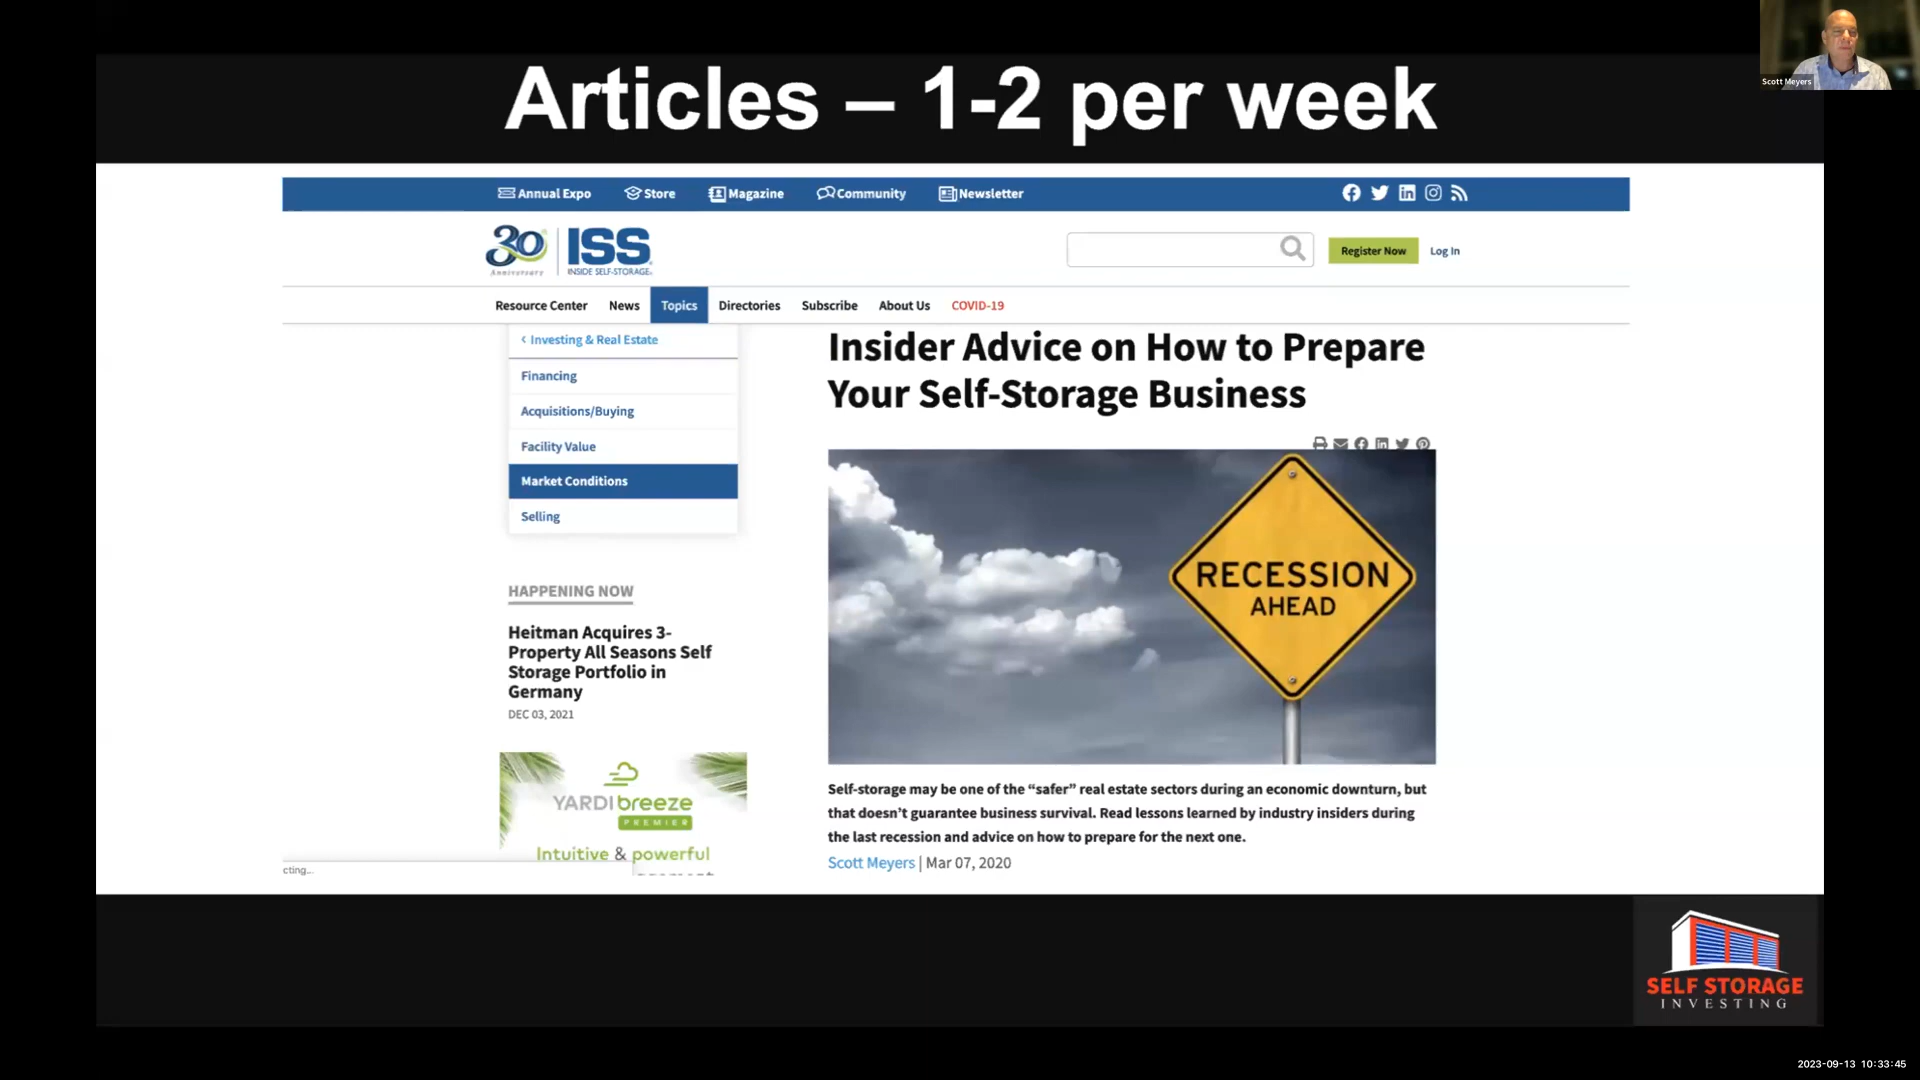 Articles – 1-2 per week
Scott Meyers
Annual Expo Store Magazine Community Newsletter
30 Anniversary ISS INSIDE SELF-STORAGE
Register Now Log In
Resource Center News Topics Directories Subscribe About Us COVID-19
‹ Investing & Real Estate
Financing
Acquisitions/Buying
Facility Value
Market Conditions
Selling
HAPPENING NOW
Heitman Acquires 3-
Property All Seasons Self
Storage Portfolio in
Germany
DEC 03, 2021
YARDI breeze
PREMIER
Intuitive & powerful
cting...
Insider Advice on How to Prepare
Your Self-Storage Business
RECESSION
AHEAD
Self-storage may be one of the “safer” real estate sectors during an economic downturn, but
that doesn’t guarantee business survival. Read lessons learned by industry insiders during
the last recession and advice on how to prepare for the next one.
Scott Meyers | Mar 07, 2020
SELF STORAGE
INVESTING
2023-09-13 10:33:45